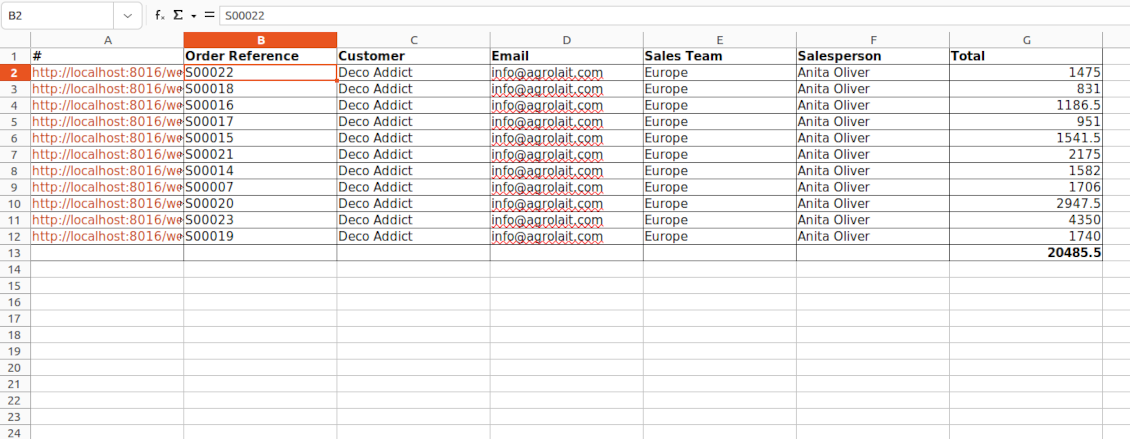 B2 fx Σ = S00022
A B C D E F G
1 # Order Reference Customer Email Sales Team Salesperson Total
2 http://localhost:8016/we S00022 Deco Addict info@agrolait.com Europe Anita Oliver 1475
3 http://localhost:8016/we S00018 Deco Addict info@agrolait.com Europe Anita Oliver 831
4 http://localhost:8016/we S00016 Deco Addict info@agrolait.com Europe Anita Oliver 1186.5
5 http://localhost:8016/we S00017 Deco Addict info@agrolait.com Europe Anita Oliver 951
6 http://localhost:8016/we S00015 Deco Addict info@agrolait.com Europe Anita Oliver 1541.5
7 http://localhost:8016/we S00021 Deco Addict info@agrolait.com Europe Anita Oliver 2175
8 http://localhost:8016/we S00014 Deco Addict info@agrolait.com Europe Anita Oliver 1582
9 http://localhost:8016/we S00007 Deco Addict info@agrolait.com Europe Anita Oliver 1706
10 http://localhost:8016/we S00020 Deco Addict info@agrolait.com Europe Anita Oliver 2947.5
11 http://localhost:8016/we S00023 Deco Addict info@agrolait.com Europe Anita Oliver 4350
12 http://localhost:8016/we S00019 Deco Addict info@agrolait.com Europe Anita Oliver 1740
13 20485.5
14
15
16
17
18
19
20
21
22
23
24